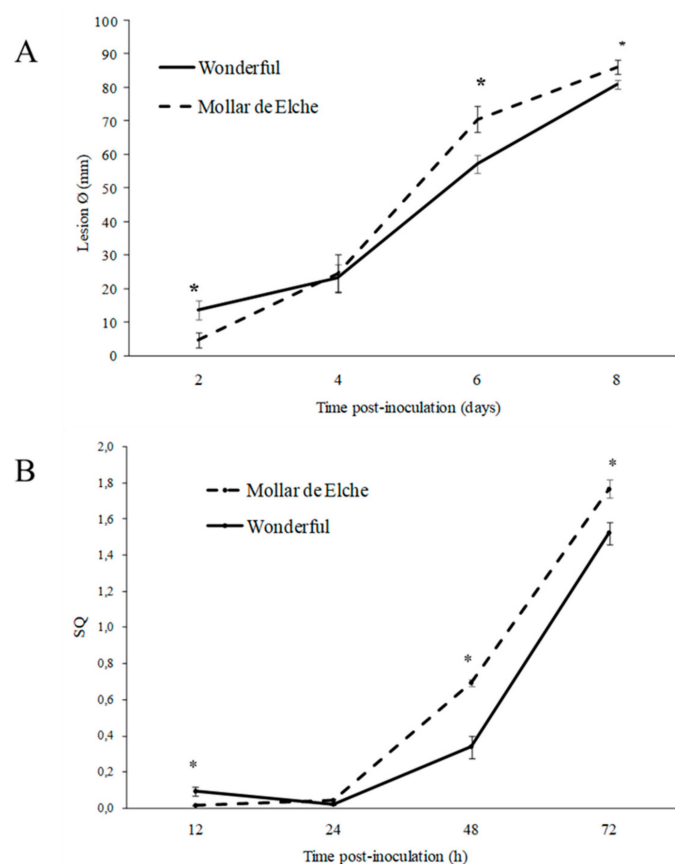 A
100
90
80
70
60
50
40
30
20
10
0
Lesion Ø (mm)
Wonderful
Mollar de Elche
*
*
*
2 4 6 8
Time post-inoculation (days)
B
2,0
1,8
1,6
1,4
1,2
1,0
0,8
0,6
0,4
0,2
0,0
SQ
Mollar de Elche
Wonderful
*
*
*
12 24 48 72
Time post-inoculation (h)